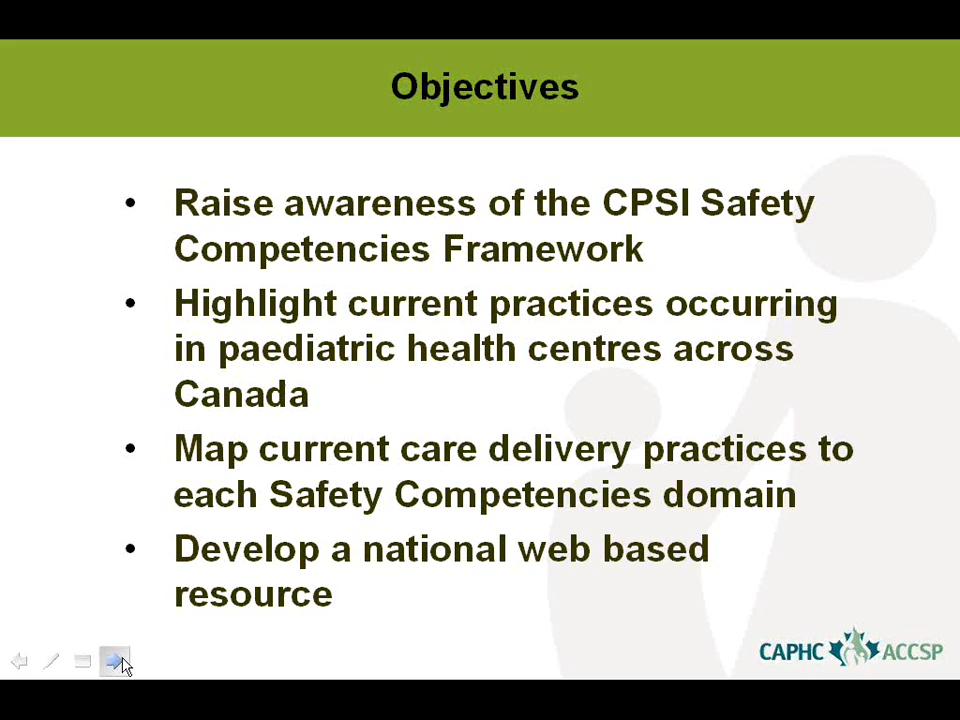 Objectives
• Raise awareness of the CPSI Safety
Competencies Framework
• Highlight current practices occurring
in paediatric health centres across
Canada
• Map current care delivery practices to
each Safety Competencies domain
• Develop a national web based
resource
CAPHC ACCSP